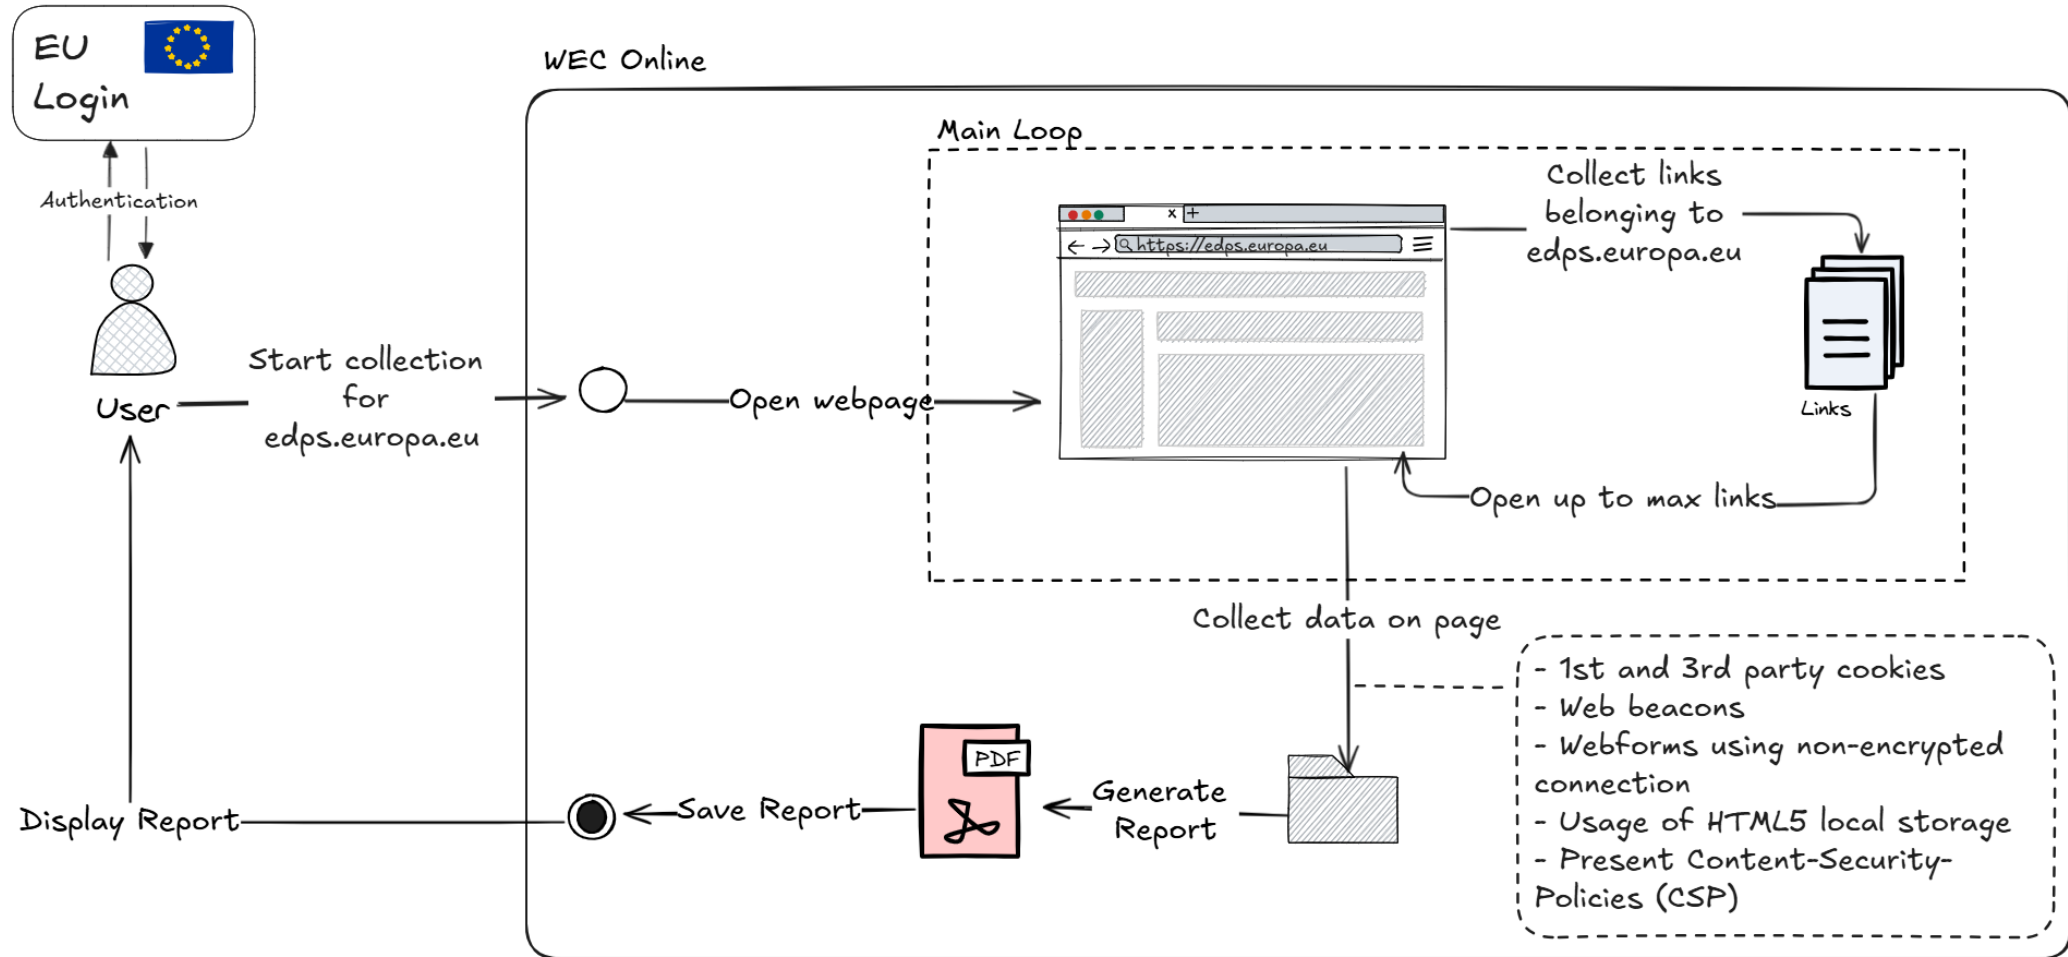 EU
Login
Authentication
User
Start collection
for
edps.europa.eu
WEC Online
Main Loop
Open webpage
x +
https://edps.europa.eu
Collect links
belonging to
edps.europa.eu
Links
Open up to max links
Collect data on page
- 1st and 3rd party cookies
- Web beacons
- Webforms using non-encrypted
connection
- Usage of HTML5 local storage
- Present Content-Security-
Policies (CSP)
Generate
Report
PDF
Save Report
Display Report